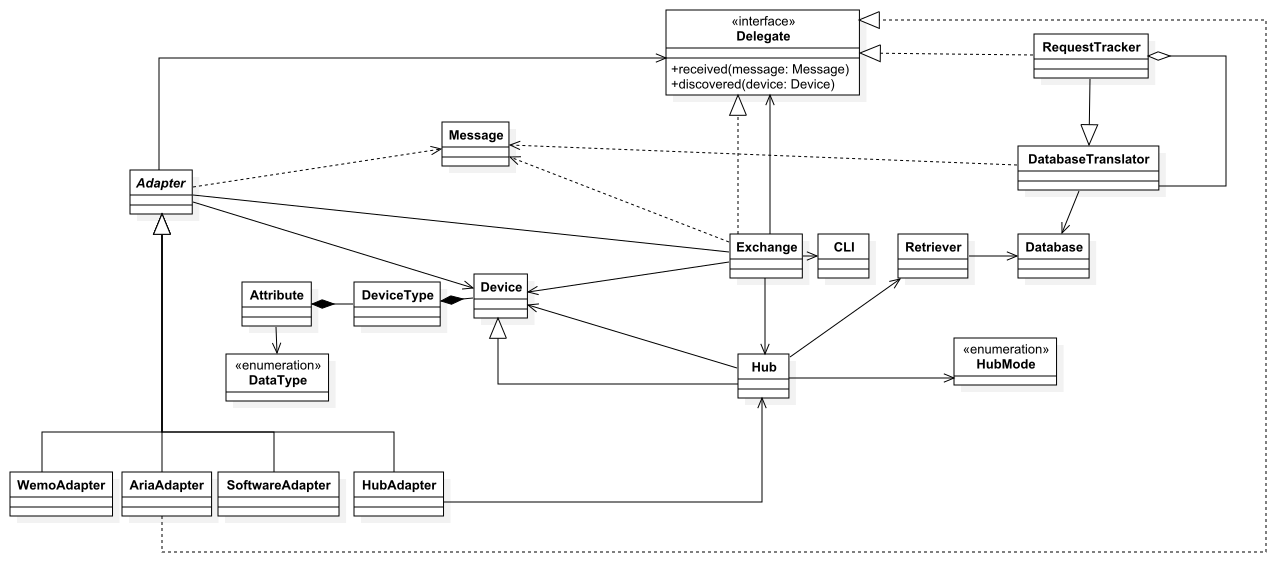 «interface»
Delegate
+received(message: Message)
+discovered(device: Device)
RequestTracker
Message
DatabaseTranslator
Adapter
Exchange
CLI
Retriever
Database
Attribute
DeviceType
Device
«enumeration»
DataType
Hub
«enumeration»
HubMode
WemoAdapter
AriaAdapter
SoftwareAdapter
HubAdapter